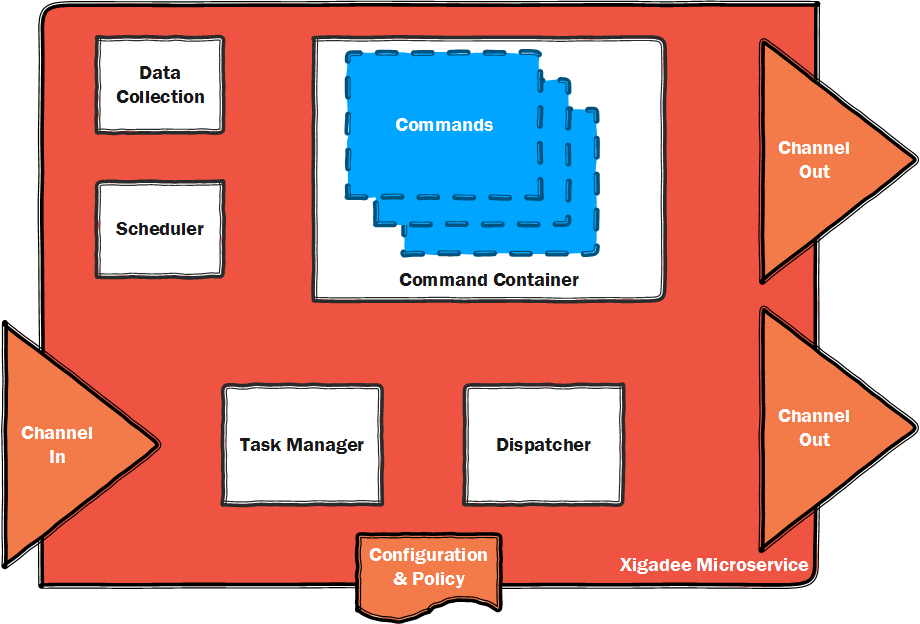 Data
Collection
Commands
Channel
Out
Scheduler
Command Container
Channel
In
Task Manager
Dispatcher
Channel
Out
Configuration
& Policy
Xigadee Microservice